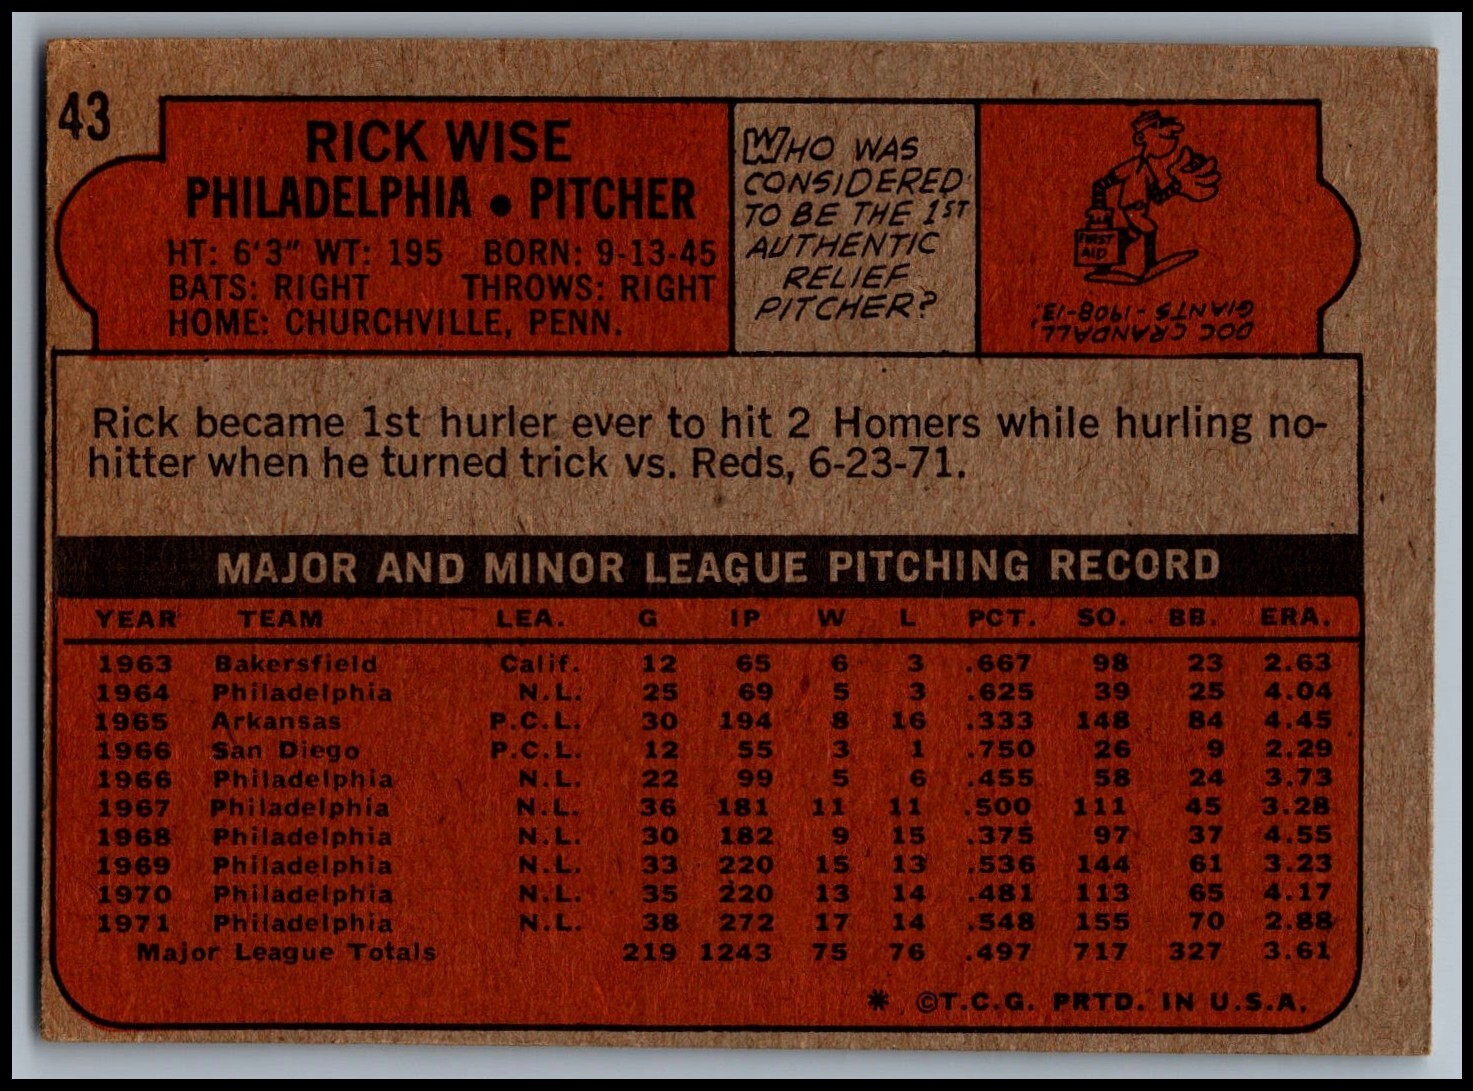 43
RICK WISE
PHILADELPHIA • PITCHER
HT: 6'3" WT: 195 BORN: 9-13-45
BATS: RIGHT THROWS: RIGHT
HOME: CHURCHVILLE, PENN.
WHO WAS
CONSIDERED
TO BE THE 1ST
AUTHENTIC
RELIEF
PITCHER?
FIRST
AID
DOC CRANDALL,
GIANTS - 1908-13.
Rick became 1st hurler ever to hit 2 Homers while hurling no-
hitter when he turned trick vs. Reds, 6-23-71.
MAJOR AND MINOR LEAGUE PITCHING RECORD
YEAR TEAM LEA. G IP W L PCT. SO. BB. ERA.
1963 Bakersfield Calif. 12 65 6 3 .667 98 23 2.63
1964 Philadelphia N.L. 25 69 5 3 .625 39 25 4.04
1965 Arkansas P.C.L. 30 194 8 16 .333 148 84 4.45
1966 San Diego P.C.L. 12 55 3 1 .750 26 9 2.29
1966 Philadelphia N.L. 22 99 5 6 .455 58 24 3.73
1967 Philadelphia N.L. 36 181 11 11 .500 111 45 3.28
1968 Philadelphia N.L. 30 182 9 15 .375 97 37 4.55
1969 Philadelphia N.L. 33 220 15 13 .536 144 61 3.23
1970 Philadelphia N.L. 35 220 13 14 .481 113 65 4.17
1971 Philadelphia N.L. 38 272 17 14 .548 155 70 2.88
Major League Totals 219 1243 75 76 .497 717 327 3.61
* ©T.C.G. PRTD. IN U.S.A.